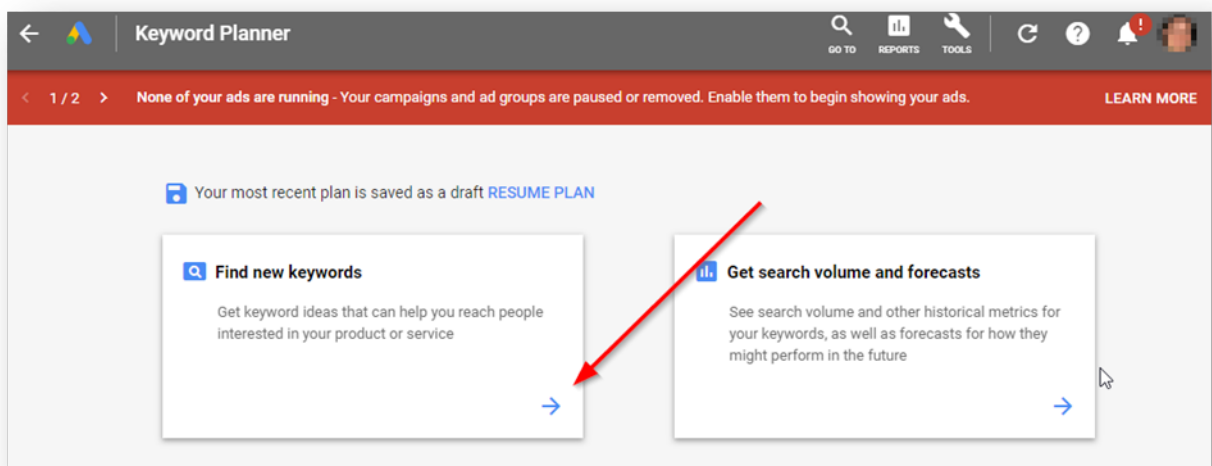 Keyword Planner
GO TO
REPORTS
TOOLS
1 / 2
None of your ads are running - Your campaigns and ad groups are paused or removed. Enable them to begin showing your ads.
LEARN MORE
Your most recent plan is saved as a draft RESUME PLAN
Find new keywords
Get keyword ideas that can help you reach people
interested in your product or service
Get search volume and forecasts
See search volume and other historical metrics for
your keywords, as well as forecasts for how they
might perform in the future